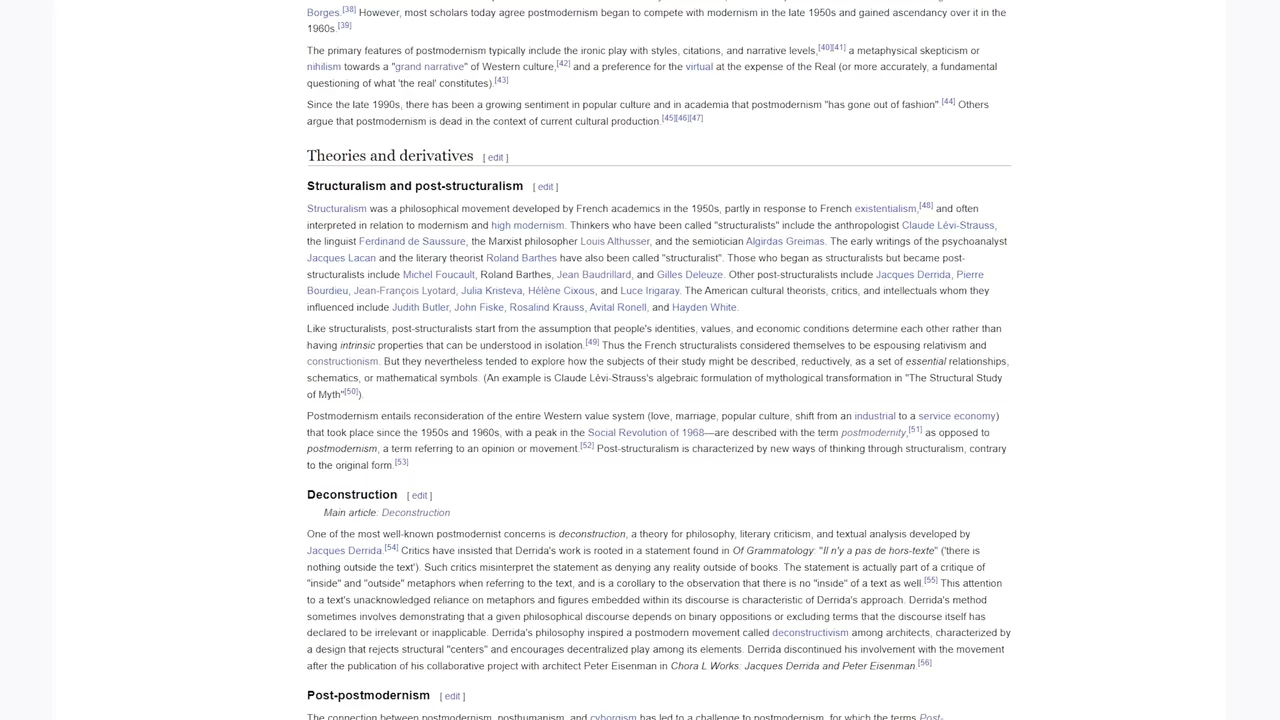 Borges.[38] However, most scholars today agree postmodernism began to compete with modernism in the late 1950s and gained ascendancy over it in the
1960s.[39]
The primary features of postmodernism typically include the ironic play with styles, citations, and narrative levels,[40][41] a metaphysical skepticism or
nihilism towards a "grand narrative" of Western culture,[42] and a preference for the virtual at the expense of the Real (or more accurately, a fundamental
questioning of what 'the real' constitutes).[43]
Since the late 1990s, there has been a growing sentiment in popular culture and in academia that postmodernism "has gone out of fashion".[44] Others
argue that postmodernism is dead in the context of current cultural production.[45][46][47]
Theories and derivatives [ edit ]
Structuralism and post-structuralism [ edit ]
Structuralism was a philosophical movement developed by French academics in the 1950s, partly in response to French existentialism,[48] and often
interpreted in relation to modernism and high modernism. Thinkers who have been called "structuralists" include the anthropologist Claude Lévi-Strauss,
the linguist Ferdinand de Saussure, the Marxist philosopher Louis Althusser, and the semiotician Algirdas Greimas. The early writings of the psychoanalyst
Jacques Lacan and the literary theorist Roland Barthes have also been called "structuralist". Those who began as structuralists but became post-
structuralists include Michel Foucault, Roland Barthes, Jean Baudrillard, and Gilles Deleuze. Other post-structuralists include Jacques Derrida, Pierre
Bourdieu, Jean-François Lyotard, Julia Kristeva, Hélène Cixous, and Luce Irigaray. The American cultural theorists, critics, and intellectuals whom they
influenced include Judith Butler, John Fiske, Rosalind Krauss, Avital Ronell, and Hayden White.
Like structuralists, post-structuralists start from the assumption that people's identities, values, and economic conditions determine each other rather than
having intrinsic properties that can be understood in isolation.[49] Thus the French structuralists considered themselves to be espousing relativism and
constructionism. But they nevertheless tended to explore how the subjects of their study might be described, reductively, as a set of essential relationships,
schematics, or mathematical symbols. (An example is Claude Lévi-Strauss's algebraic formulation of mythological transformation in "The Structural Study
of Myth"[50]).
Postmodernism entails reconsideration of the entire Western value system (love, marriage, popular culture, shift from an industrial to a service economy)
that took place since the 1950s and 1960s, with a peak in the Social Revolution of 1968—are described with the term postmodernity,[51] as opposed to
postmodernism, a term referring to an opinion or movement.[52] Post-structuralism is characterized by new ways of thinking through structuralism, contrary
to the original form.[53]
Deconstruction [ edit ]
Main article: Deconstruction
One of the most well-known postmodernist concerns is deconstruction, a theory for philosophy, literary criticism, and textual analysis developed by
Jacques Derrida.[54] Critics have insisted that Derrida's work is rooted in a statement found in Of Grammatology: "Il n'y a pas de hors-texte" ('there is
nothing outside the text'). Such critics misinterpret the statement as denying any reality outside of books. The statement is actually part of a critique of
"inside" and "outside" metaphors when referring to the text, and is a corollary to the observation that there is no "inside" of a text as well.[55] This attention
to a text's unacknowledged reliance on metaphors and figures embedded within its discourse is characteristic of Derrida's approach. Derrida's method
sometimes involves demonstrating that a given philosophical discourse depends on binary oppositions or excluding terms that the discourse itself has
declared to be irrelevant or inapplicable. Derrida's philosophy inspired a postmodern movement called deconstructivism among architects, characterized by
a design that rejects structural "centers" and encourages decentralized play among its elements. Derrida discontinued his involvement with the movement
after the publication of his collaborative project with architect Peter Eisenman in Chora L Works: Jacques Derrida and Peter Eisenman.[56]
Post-postmodernism [ edit ]
The connection between postmodernism, posthumanism, and cyborgism has led to a challenge to postmodernism, for which the terms Post-